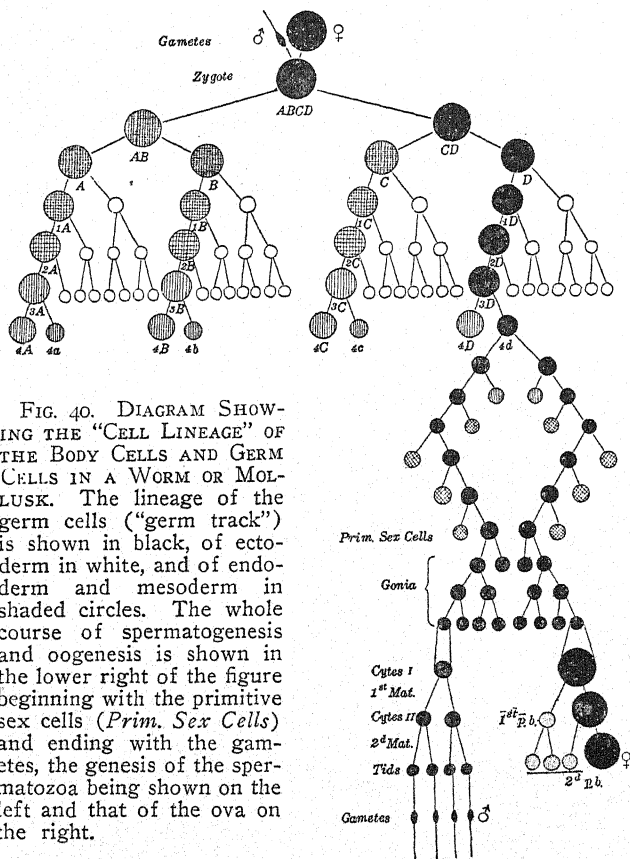 Gametes ♂ ♀
Zygote
ABCD
AB CD
A B C D
1A 1B 1C 1D
2A 2B 2C 2D
3A 3B 3C 3D
4A 4a 4B 4b 4C 4c 4D 4d
FIG. 40. DIAGRAM SHOW-
ING THE "CELL LINEAGE" OF
THE BODY CELLS AND GERM
CELLS IN A WORM OR MOL-
LUSK. The lineage of the
germ cells ("germ track")
is shown in black, of ecto-
derm in white, and of endo-
derm and mesoderm in
shaded circles. The whole
course of spermatogenesis
and oogenesis is shown in
the lower right of the figure
beginning with the primitive
sex cells (Prim. Sex Cells)
and ending with the gam-
etes, the genesis of the sper-
matozoa being shown on the
left and that of the ova on
the right.
Prim. Sex Cells
Gonia
Cytes I
1st Mat.
Cytes II 1st P.b.
2d Mat. ♀
Tids 2d P.b.
Gametes ♂